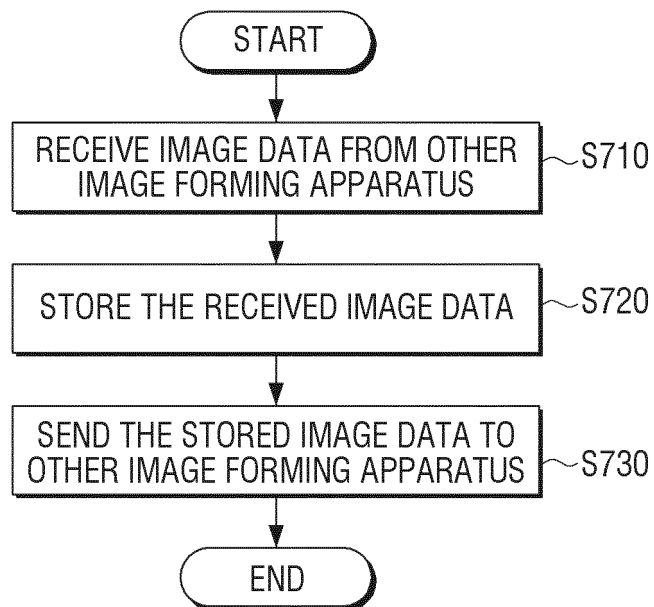 START
RECEIVE IMAGE DATA FROM OTHER
IMAGE FORMING APPARATUS
S710
STORE THE RECEIVED IMAGE DATA
S720
SEND THE STORED IMAGE DATA TO
OTHER IMAGE FORMING APPARATUS
S730
END